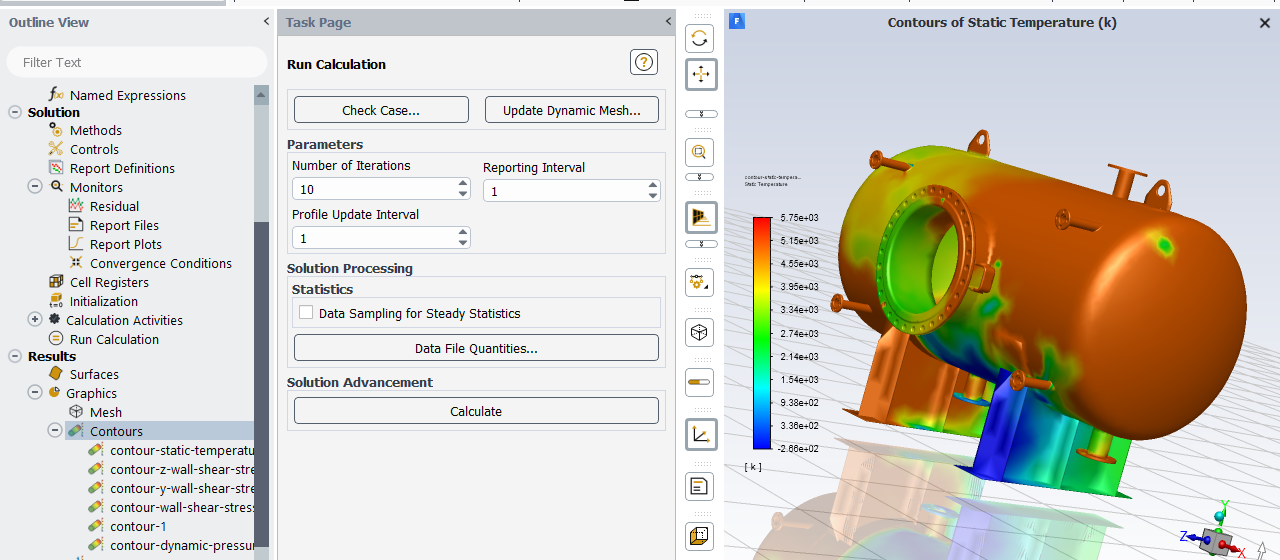 Outline View
<
Filter Text
Named Expressions
Solution
Methods
Controls
Report Definitions
Monitors
Residual
Report Files
Report Plots
Convergence Conditions
Cell Registers
Initialization
Calculation Activities
Run Calculation
Results
Surfaces
Graphics
Mesh
Contours
contour-static-temperatu
contour-z-wall-shear-stre
contour-y-wall-shear-stre
contour-wall-shear-stress
contour-1
contour-dynamic-pressu
Task Page
<
Run Calculation
?
Check Case...
Update Dynamic Mesh...
Parameters
Number of Iterations
Reporting Interval
10
1
Profile Update Interval
1
Solution Processing
Statistics
Data Sampling for Steady Statistics
Data File Quantities...
Solution Advancement
Calculate
F
Contours of Static Temperature (k)
contour-static-tempera...
Static Temperature
5.75e+03
5.15e+03
4.55e+03
3.95e+03
3.34e+03
2.74e+03
2.14e+03
1.54e+03
9.38e+02
3.36e+02
-2.66e+02
[ k ]
Y
Z
X